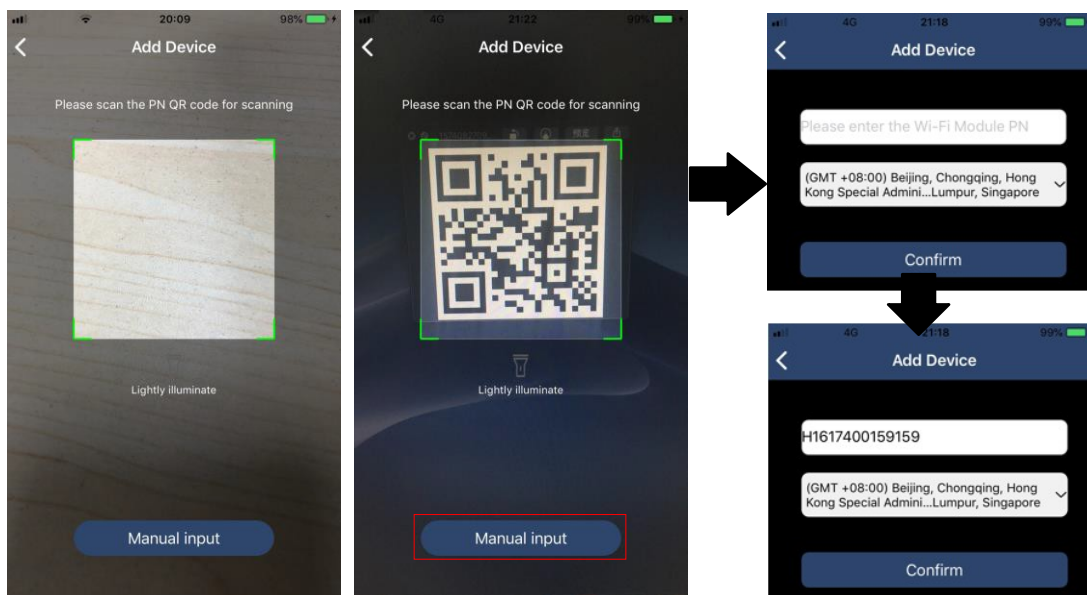 20:09
98%
Add Device
Please scan the PN QR code for scanning
Lightly illuminate
Manual input
4G
21:22
99%
Add Device
Please scan the PN QR code for scanning
Lightly illuminate
Manual input
4G
21:18
99%
Add Device
Please enter the Wi-Fi Module PN
(GMT +08:00) Beijing, Chongqing, Hong
Kong Special Admini...Lumpur, Singapore
Confirm
4G
21:18
99%
Add Device
H1617400159159
(GMT +08:00) Beijing, Chongqing, Hong
Kong Special Admini...Lumpur, Singapore
Confirm